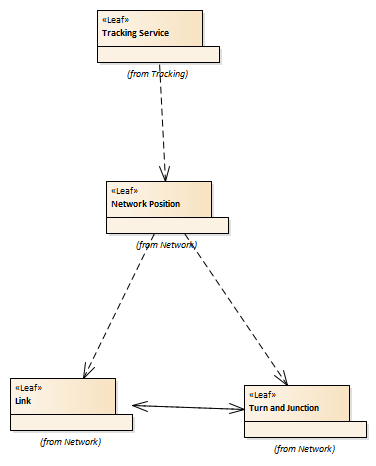 «Leaf»
Tracking Service
(from Tracking)
«Leaf»
Network Position
(from Network)
«Leaf»
Link
(from Network)
«Leaf»
Turn and Junction
(from Network)